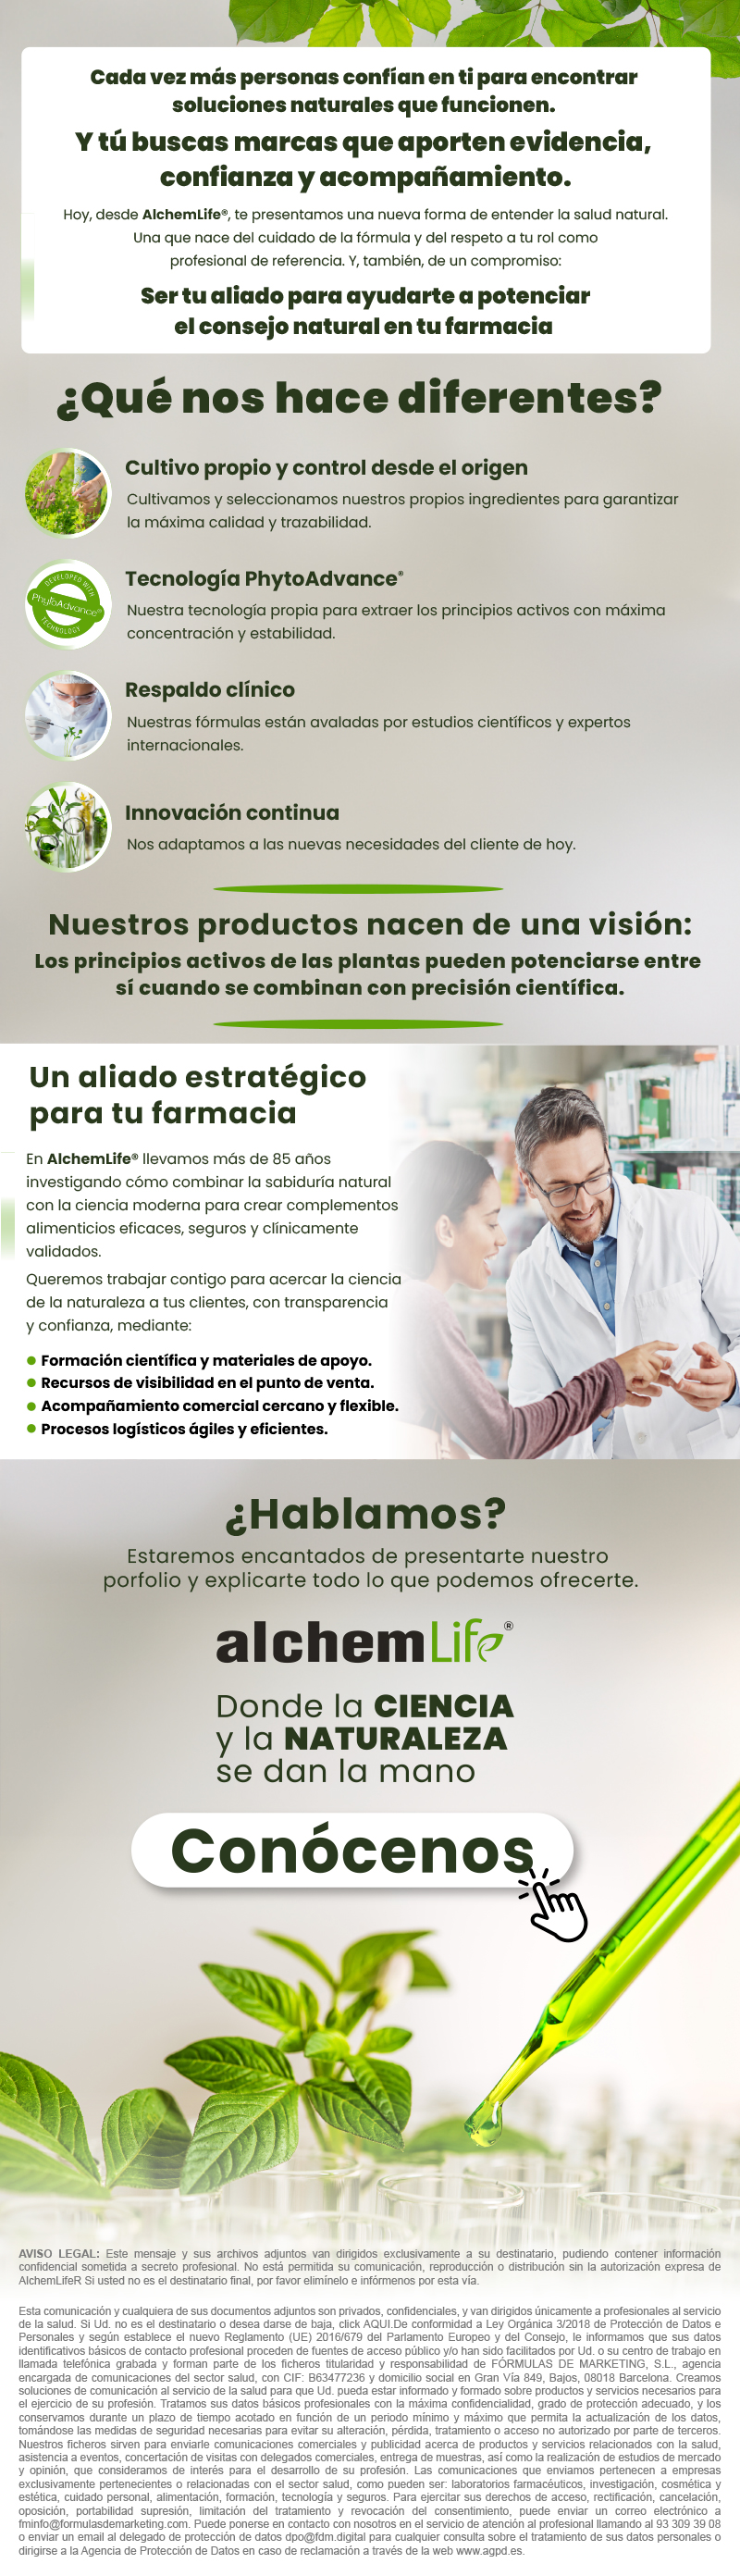 Cada vez más personas confían en ti para encontrar
soluciones naturales que funcionen.
Y tú buscas marcas que aporten evidencia,
confianza y acompañamiento.
Hoy, desde AlchemLife®, te presentamos una nueva forma de entender la salud natural.
Una que nace del cuidado de la fórmula y del respeto a tu rol como
profesional de referencia. Y, también, de un compromiso:
Ser tu aliado para ayudarte a potenciar
el consejo natural en tu farmacia
¿Qué nos hace diferentes?
Cultivo propio y control desde el origen
Cultivamos y seleccionamos nuestros propios ingredientes para garantizar
la máxima calidad y trazabilidad.
DEVELOPED WITH
PhytoAdvance®
TECHNOLOGY
Tecnología PhytoAdvance®
Nuestra tecnología propia para extraer los principios activos con máxima
concentración y estabilidad.
Respaldo clínico
Nuestras fórmulas están avaladas por estudios científicos y expertos
internacionales.
Innovación continua
Nos adaptamos a las nuevas necesidades del cliente de hoy.
Nuestros productos nacen de una visión:
Los principios activos de las plantas pueden potenciarse entre
sí cuando se combinan con precisión científica.
Un aliado estratégico
para tu farmacia
En AlchemLife® llevamos más de 85 años
investigando cómo combinar la sabiduría natural
con la ciencia moderna para crear complementos
alimenticios eficaces, seguros y clínicamente
validados.
Queremos trabajar contigo para acercar la ciencia
de la naturaleza a tus clientes, con transparencia
y confianza, mediante:
Formación científica y materiales de apoyo.
Recursos de visibilidad en el punto de venta.
Acompañamiento comercial cercano y flexible.
Procesos logísticos ágiles y eficientes.
¿Hablamos?
Estaremos encantados de presentarte nuestro
porfolio y explicarte todo lo que podemos ofrecerte.
alchemLife®
Donde la CIENCIA
y la NATURALEZA
se dan la mano
Conócenos
AVISO LEGAL: Este mensaje y sus archivos adjuntos van dirigidos exclusivamente a su destinatario, pudiendo contener información
confidencial sometida a secreto profesional. No está permitida su comunicación, reproducción o distribución sin la autorización expresa de
AlchemLifeR Si usted no es el destinatario final, por favor elimínelo e infórmenos por esta vía.
Esta comunicación y cualquiera de sus documentos adjuntos son privados, confidenciales, y van dirigidos únicamente a profesionales al servicio
de la salud. Si Ud. no es el destinatario o desea darse de baja, click AQUI.De conformidad a Ley Orgánica 3/2018 de Protección de Datos e
Personales y según establece el nuevo Reglamento (UE) 2016/679 del Parlamento Europeo y del Consejo, le informamos que sus datos
identificativos básicos de contacto profesional proceden de fuentes de acceso público y/o han sido facilitados por Ud. o su centro de trabajo en
llamada telefónica grabada y forman parte de los ficheros titularidad y responsabilidad de FÓRMULAS DE MARKETING, S.L., agencia
encargada de comunicaciones del sector salud, con CIF: B63477236 y domicilio social en Gran Vía 849, Bajos, 08018 Barcelona. Creamos
soluciones de comunicación al servicio de la salud para que Ud. pueda estar informado y formado sobre productos y servicios necesarios para
el ejercicio de su profesión. Tratamos sus datos básicos profesionales con la máxima confidencialidad, grado de protección adecuado, y los
conservamos durante un plazo de tiempo acotado en función de un periodo mínimo y máximo que permita la actualización de los datos,
tomándose las medidas de seguridad necesarias para evitar su alteración, pérdida, tratamiento o acceso no autorizado por parte de terceros.
Nuestros ficheros sirven para enviarle comunicaciones comerciales y publicidad acerca de productos y servicios relacionados con la salud,
asistencia a eventos, concertación de visitas con delegados comerciales, entrega de muestras, así como la realización de estudios de mercado
y opinión, que consideramos de interés para el desarrollo de su profesión. Las comunicaciones que enviamos pertenecen a empresas
exclusivamente pertenecientes o relacionadas con el sector salud, como pueden ser: laboratorios farmacéuticos, investigación, cosmética y
estética, cuidado personal, alimentación, formación, tecnología y seguros. Para ejercitar sus derechos de acceso, rectificación, cancelación,
oposición, portabilidad supresión, limitación del tratamiento y revocación del consentimiento, puede enviar un correo electrónico a
fminfo@formulasdemarketing.com. Puede ponerse en contacto con nosotros en el servicio de atención al profesional llamando al 93 309 39 08
o enviar un email al delegado de protección de datos dpo@fdm.digital para cualquier consulta sobre el tratamiento de sus datos personales o
dirigirse a la Agencia de Protección de Datos en caso de reclamación a través de la web www.agpd.es.